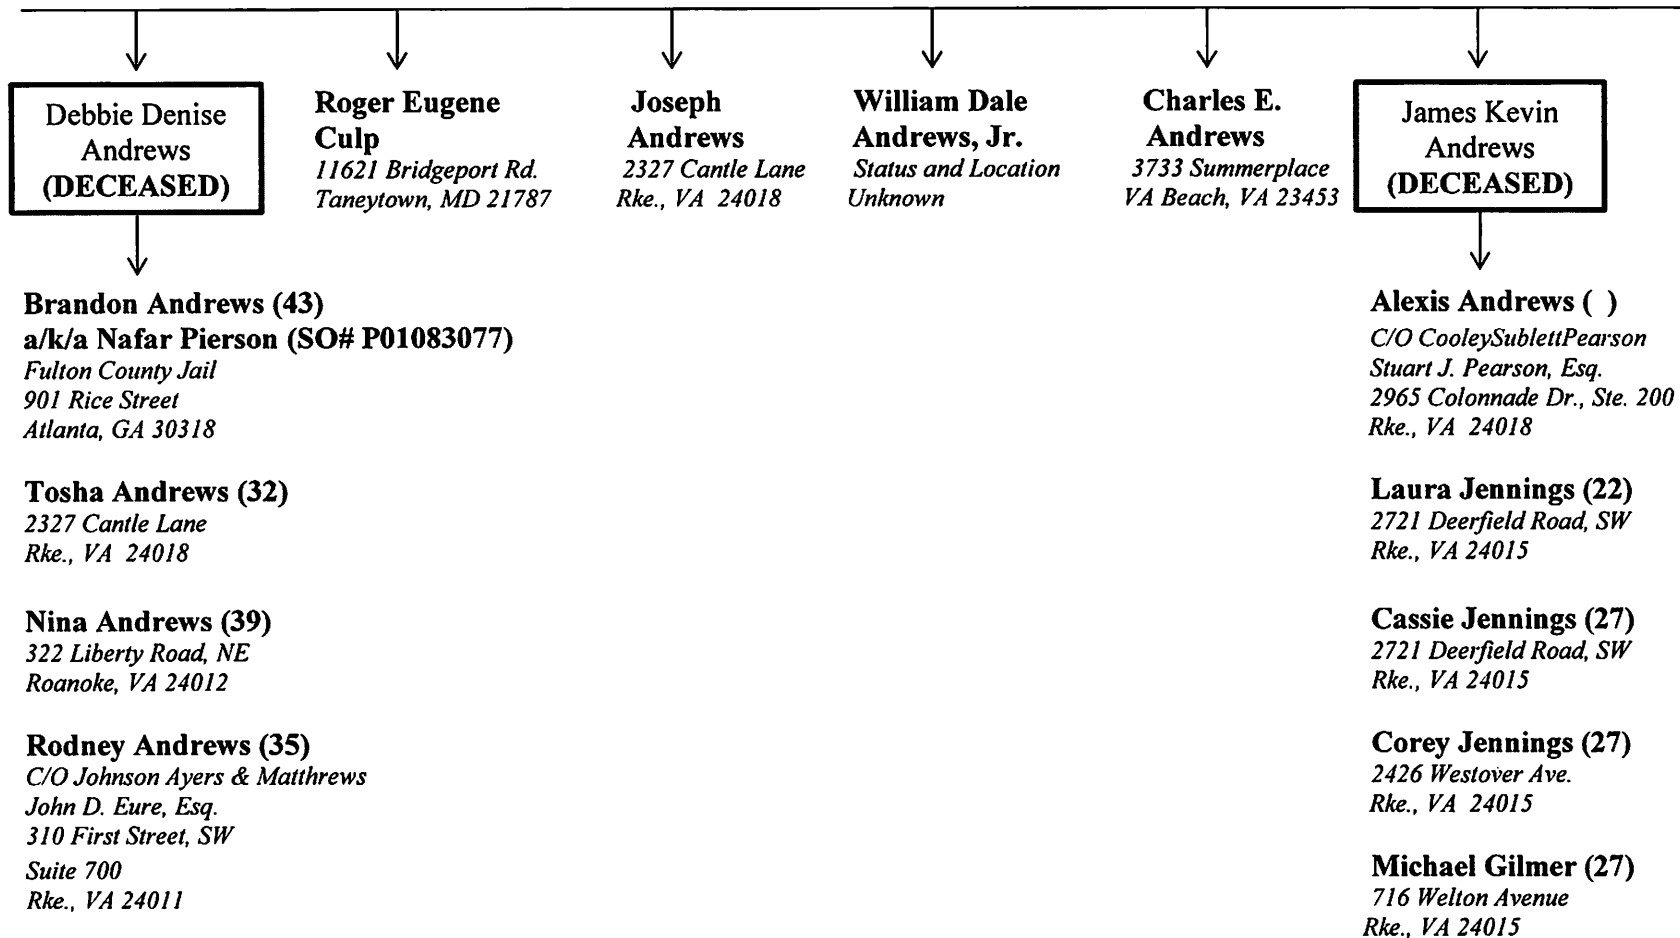 Debbie Denise
Andrews
(DECEASED)
Roger Eugene
Culp
11621 Bridgeport Rd.
Taneytown, MD 21787
Joseph
Andrews
2327 Cantle Lane
Rke., VA 24018
William Dale
Andrews, Jr.
Status and Location
Unknown
Charles E.
Andrews
3733 Summerplace
VA Beach, VA 23453
James Kevin
Andrews
(DECEASED)
Brandon Andrews (43)
a/k/a Nafar Pierson (SO# P01083077)
Fulton County Jail
901 Rice Street
Atlanta, GA 30318
Tosha Andrews (32)
2327 Cantle Lane
Rke., VA 24018
Nina Andrews (39)
322 Liberty Road, NE
Roanoke, VA 24012
Rodney Andrews (35)
C/O Johnson Ayers & Matthrews
John D. Eure, Esq.
310 First Street, SW
Suite 700
Rke., VA 24011
Alexis Andrews ( )
C/O CooleySublettPearson
Stuart J. Pearson, Esq.
2965 Colonnade Dr., Ste. 200
Rke., VA 24018
Laura Jennings (22)
2721 Deerfield Road, SW
Rke., VA 24015
Cassie Jennings (27)
2721 Deerfield Road, SW
Rke., VA 24015
Corey Jennings (27)
2426 Westover Ave.
Rke., VA 24015
Michael Gilmer (27)
716 Welton Avenue
Rke., VA 24015